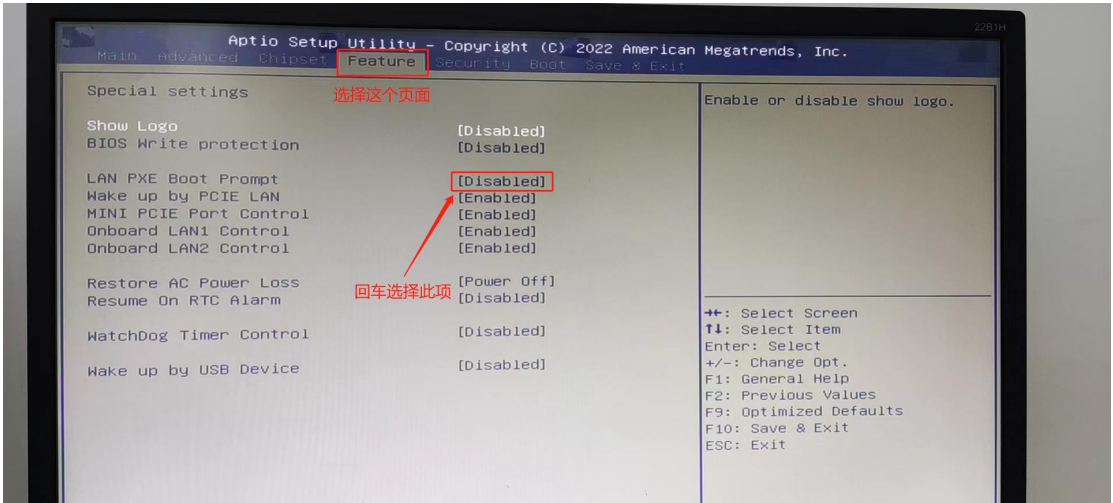 22B1H
Aptio Setup Utility – Copyright (C) 2022 American Megatrends, Inc.
Main Advanced Chipset Feature Security Boot Save & Exit
Special settings
选择这个页面
Show Logo [Disabled]
BIOS Write protection [Disabled]
LAN PXE Boot Prompt [Disabled]
Wake up by PCIE LAN [Enabled]
MINI PCIE Port Control [Enabled]
Onboard LAN1 Control [Enabled]
Onboard LAN2 Control [Enabled]
Restore AC Power Loss [Power Off]
回车选择此项
Resume On RTC Alarm [Disabled]
WatchDog Timer Control [Disabled]
Wake up by USB Device [Disabled]
Enable or disable show logo.
→←: Select Screen
↑↓: Select Item
Enter: Select
+/-: Change Opt.
F1: General Help
F2: Previous Values
F9: Optimized Defaults
F10: Save & Exit
ESC: Exit